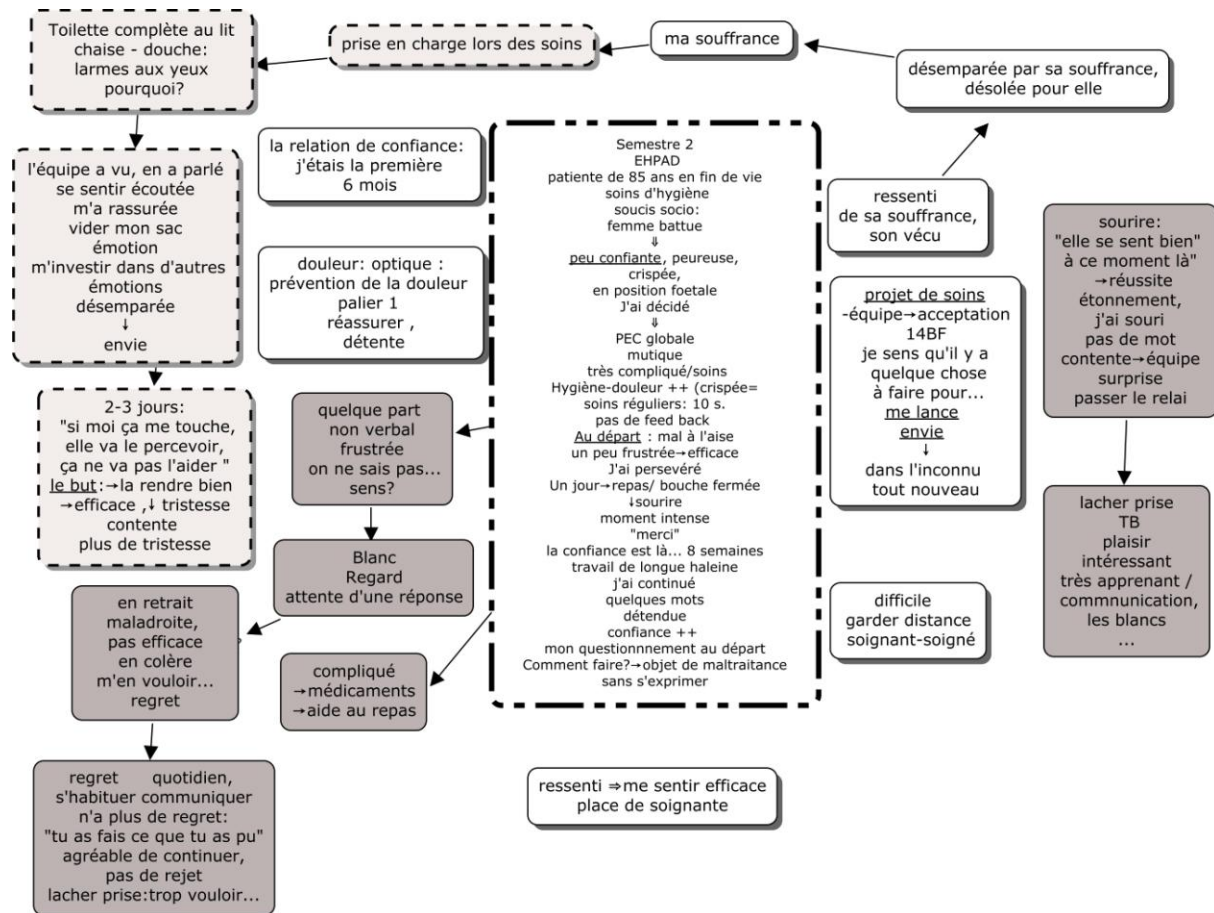 Toilette complète au lit
chaise - douche:
larmes aux yeux
pourquoi?
prise en charge lors des soins
ma souffrance
désemparée par sa souffrance,
désolée pour elle
l'équipe a vu, en a parlé
se sentir écoutée
m'a rassurée
vider mon sac
émotion
m'investir dans d'autres
émotions
désemparée
↓
envie
la relation de confiance:
j'étais la première
6 mois
douleur: optique :
prévention de la douleur
palier 1
réassurer ,
détente
Semestre 2
EHPAD
patiente de 85 ans en fin de vie
soins d'hygiène
soucis socio:
femme battue
⇓
peu confiante, peureuse,
crispée,
en position foetale
J'ai décidé
⇓
PEC globale
mutique
très compliqué/soins
Hygiène-douleur ++ (crispée=
soins réguliers: 10 s.
pas de feed back
Au départ : mal à l'aise
un peu frustrée→efficace
J'ai persevéré
Un jour→repas/ bouche fermée
↓sourire
moment intense
"merci"
la confiance est là... 8 semaines
travail de longue haleine
j'ai continué
quelques mots
détendue
confiance ++
mon questionnnement au départ
Comment faire?→objet de maltraitance
sans s'exprimer
ressenti
de sa souffrance,
son vécu
projet de soins
-équipe→acceptation
14BF
je sens qu'il y a
quelque chose
à faire pour...
me lance
envie
↓
dans l'inconnu
tout nouveau
sourire:
"elle se sent bien"
à ce moment là"
→réussite
étonnement,
j'ai souri
pas de mot
contente→équipe
surprise
passer le relai
2-3 jours:
"si moi ça me touche,
elle va le percevoir,
ça ne va pas l'aider "
le but:→la rendre bien
→efficace ,↓ tristesse
contente
plus de tristesse
quelque part
non verbal
frustrée
on ne sais pas...
sens?
Blanc
Regard
attente d'une réponse
en retrait
maladroite,
pas efficace
en colère
m'en vouloir...
regret
compliqué
→médicaments
→aide au repas
difficile
garder distance
soignant-soigné
lacher prise
TB
plaisir
intéressant
très apprenant /
commnunication,
les blancs
...
regret quotidien,
s'habituer communiquer
n'a plus de regret:
"tu as fais ce que tu as pu"
agréable de continuer,
pas de rejet
lacher prise:trop vouloir...
ressenti ⇒me sentir efficace
place de soignante